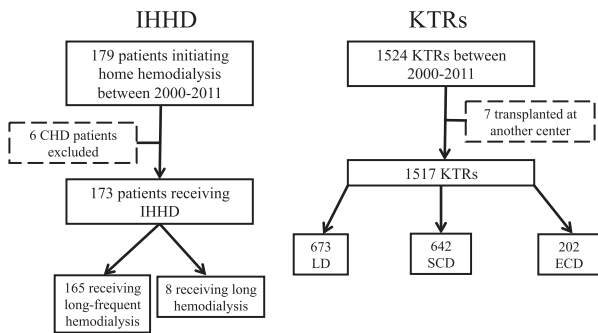 IHHD
179 patients initiating
home hemodialysis
between 2000-2011
6 CHD patients
excluded
173 patients receiving
IHHD
165 receiving
long-frequent
hemodialysis
8 receiving long
hemodialysis
KTRs
1524 KTRs between
2000-2011
7 transplanted at
another center
1517 KTRs
673
LD
642
SCD
202
ECD